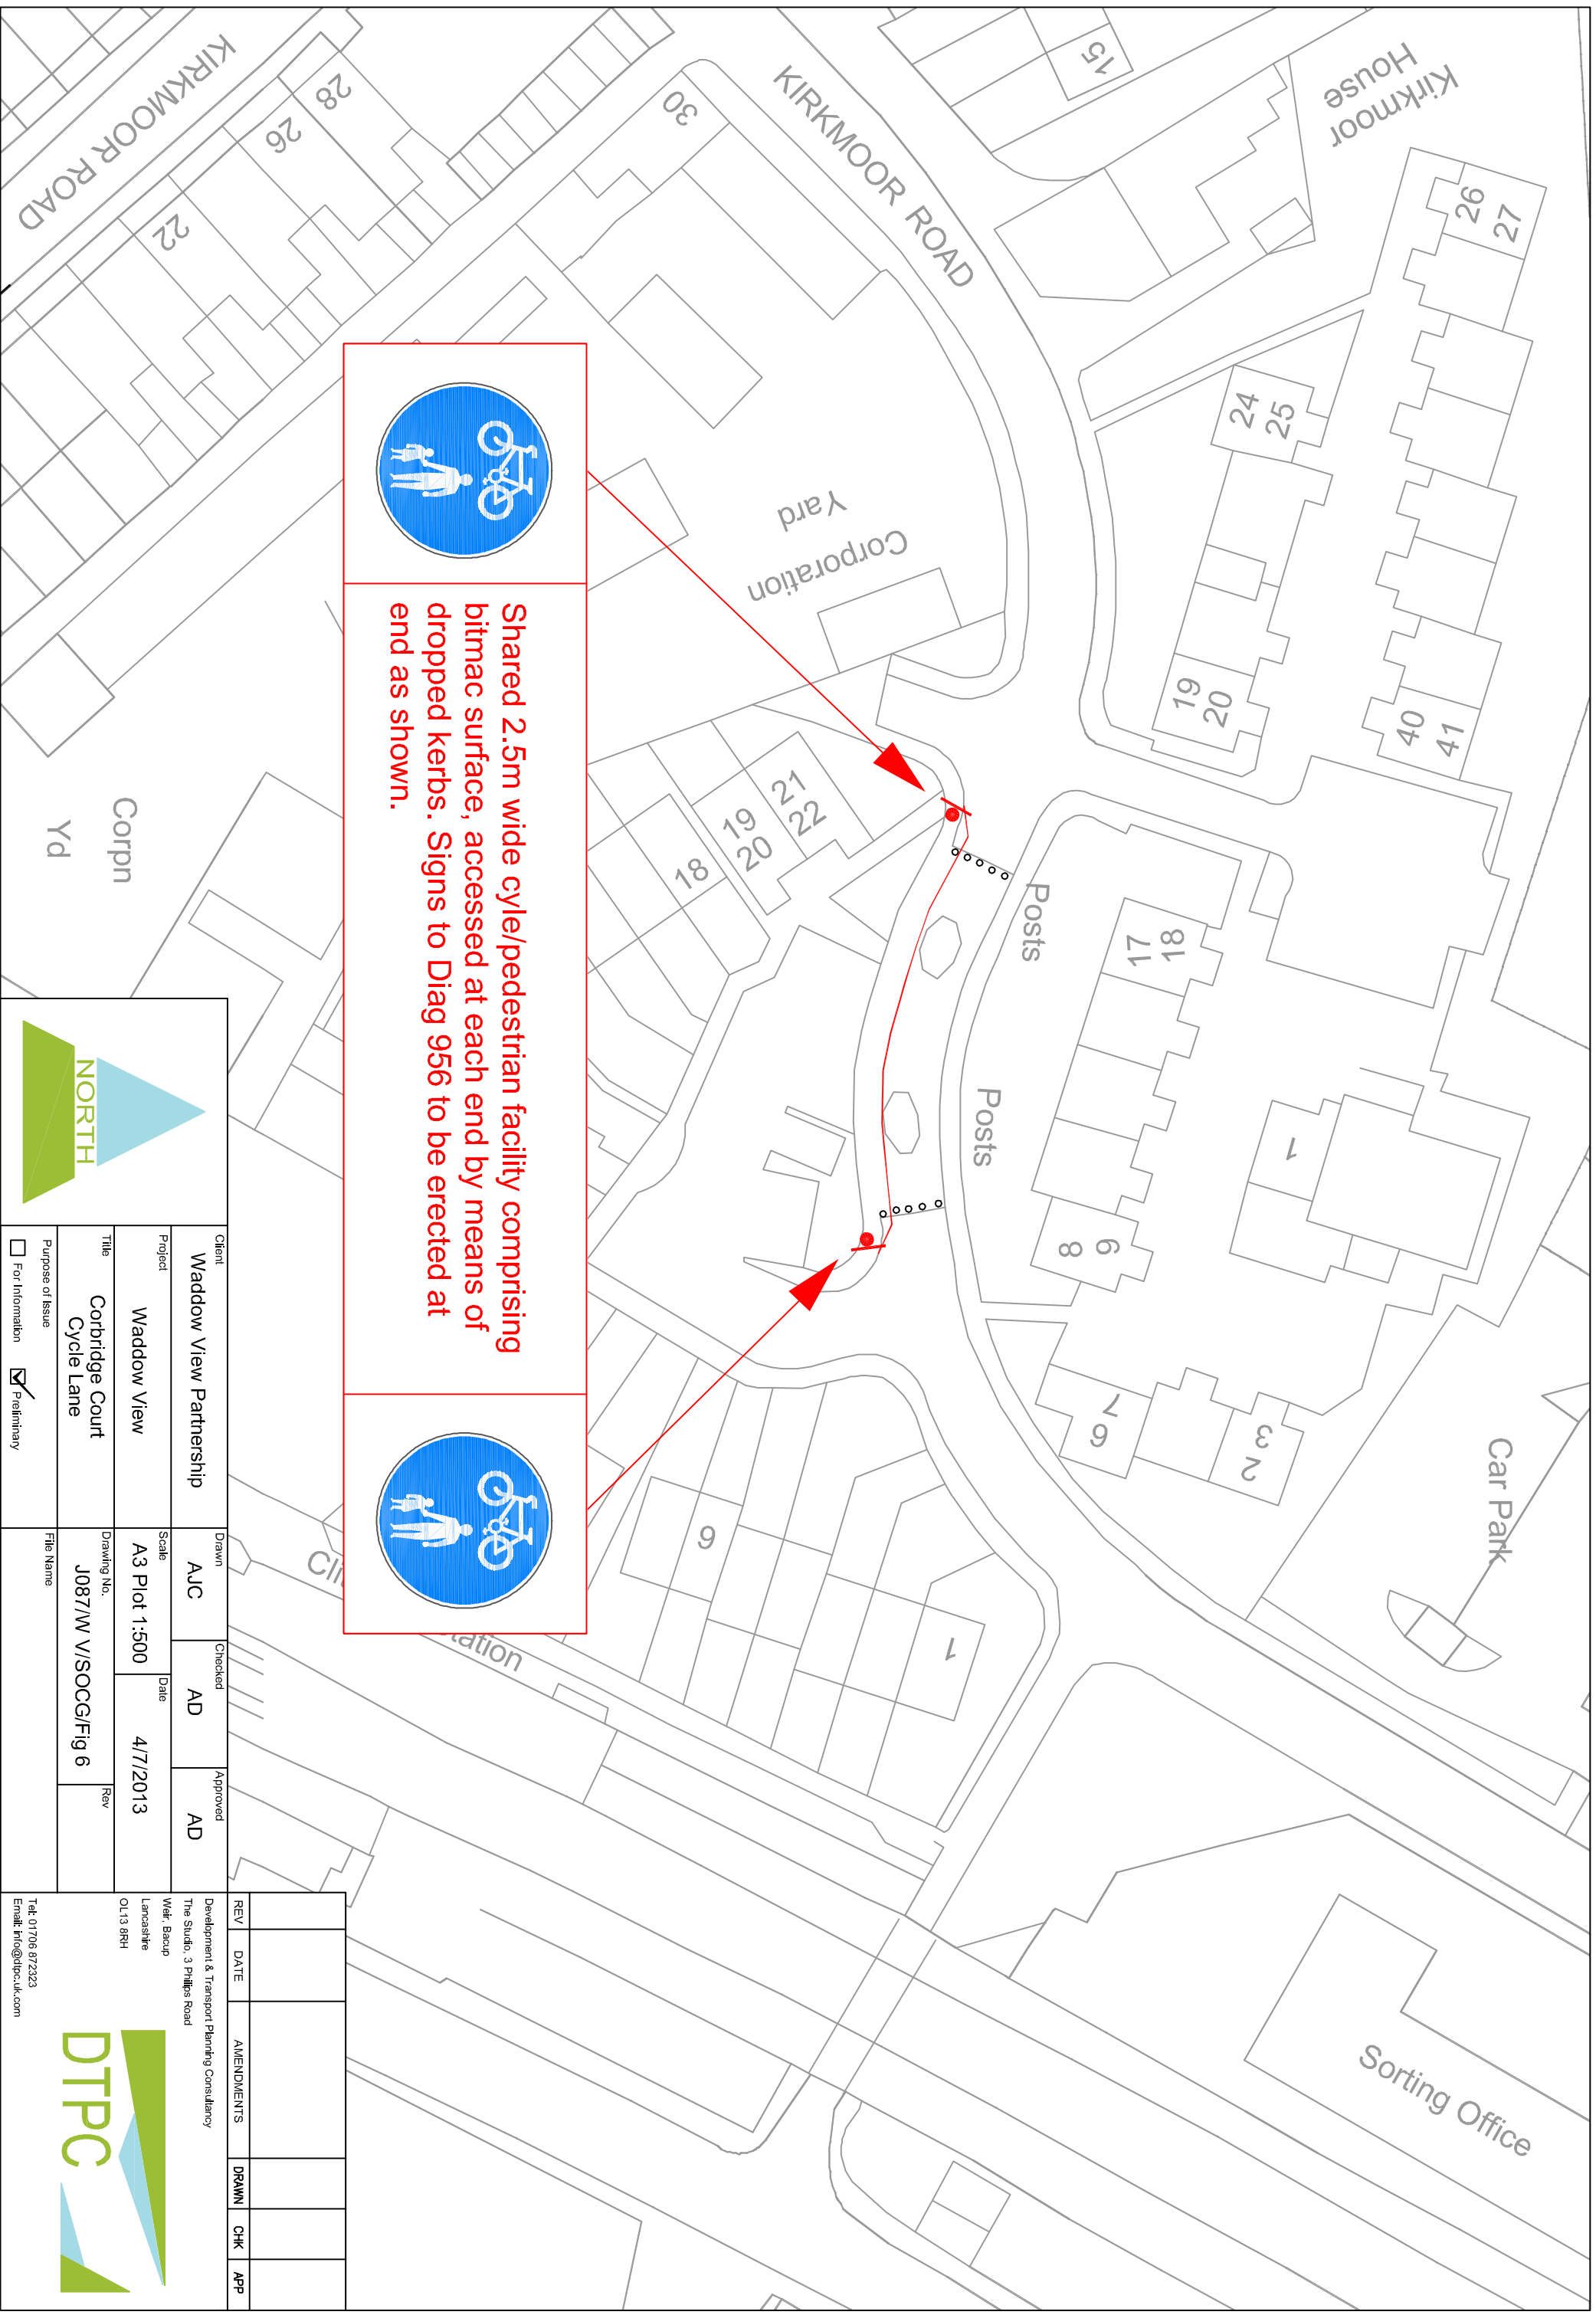 Kirkmoor
House
15
KIRKMOOR ROAD
KIRKMOOR ROAD
28
26
22
30
26
27
24
25
19
20
40
41
Corporation
Yard
21
22
19
20
18
Corpn
Yd
Posts
Posts
17
18
1
9
8
7
6
3
2
Car Park
6
1
Sorting Office
Cli
tation
Shared 2.5m wide cyle/pedestrian facility comprising
bitmac surface, accessed at each end by means of
dropped kerbs. Signs to Diag 956 to be erected at
end as shown.
NORTH
Client
Waddow View Partnership
Project
Waddow View
Title
Corbridge Court
Cycle Lane
Purpose of Issue
For Information
Preliminary
Drawn
AJC
Checked
AD
Approved
AD
Scale
A3 Plot 1:500
Date
4/7/2013
Drawing No.
J087/W V/SOCG/Fig 6
Rev
File Name
REV DATE AMENDMENTS DRAWN CHK APP
Development & Transport Planning Consultancy
The Studio, 3 Philips Road
Weir, Bacup
Lancashire
OL13 8RH
Tel: 01706 872323
Email: info@dtpc.uk.com
DTPC